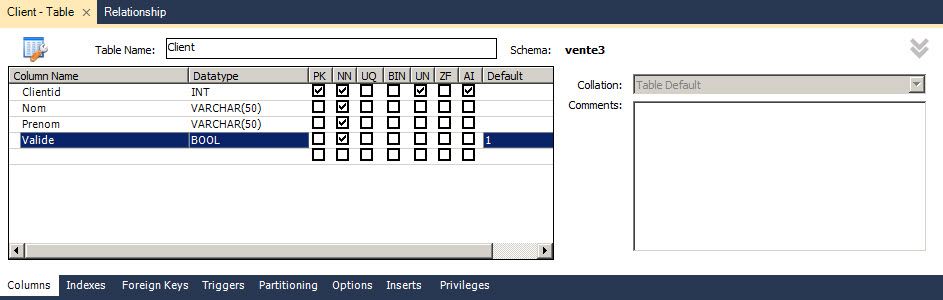 Client - Table × Relationship
Table Name: Client Schema: vente3
Column Name Datatype PK NN UQ BIN UN ZF AI Default
Clientid INT
Nom VARCHAR(50)
Prenom VARCHAR(50)
Valide BOOL 1
Collation: Table Default
Comments:
Columns Indexes Foreign Keys Triggers Partitioning Options Inserts Privileges